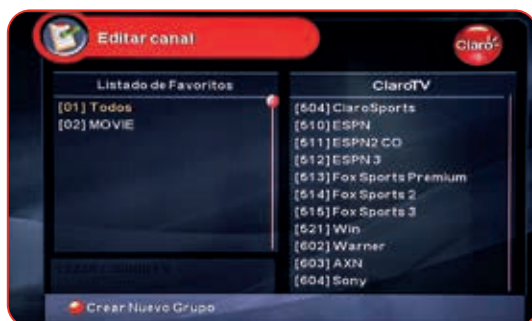 Editar canal
Claro
Listado de Favoritos
[01] Todos
[02] MOVIE
ClaroTV
[504] ClaroSports
[510] ESPN
[511] ESPN2 CO
[512] ESPN 3
[513] Fox Sports Premium
[514] Fox Sports 2
[515] Fox Sports 3
[521] Win
[602] Warner
[603] AXN
[604] Sony
Crear Nuevo Grupo